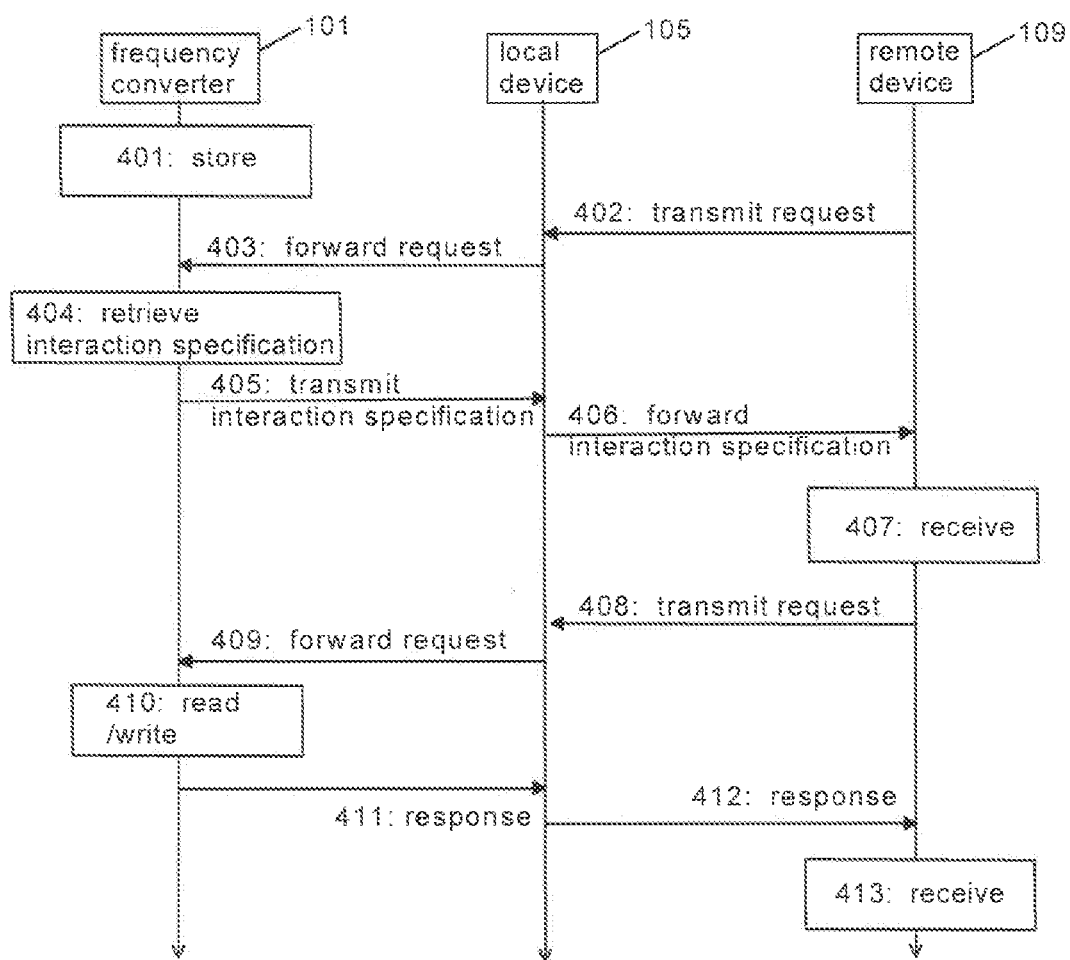 101
105
109
frequency
converter
local
device
remote
device
401: store
402: transmit request
403: forward request
404: retrieve
interaction specification
405: transmit
interaction specification
406: forward
interaction specification
407: receive
408: transmit request
409: forward request
410: read
/write
411: response
412: response
413: receive